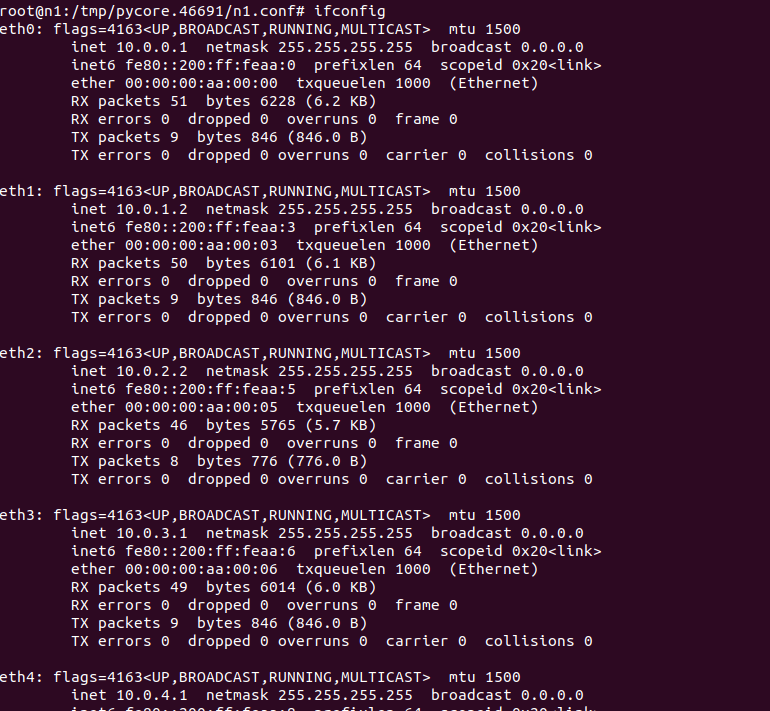 root@n1:/tmp/pycore.46691/n1.conf# ifconfig
eth0: flags=4163<UP,BROADCAST,RUNNING,MULTICAST>  mtu 1500
        inet 10.0.0.1  netmask 255.255.255.255  broadcast 0.0.0.0
        inet6 fe80::200:ff:feaa:0  prefixlen 64  scopeid 0x20<link>
        ether 00:00:00:aa:00:00  txqueuelen 1000  (Ethernet)
        RX packets 51  bytes 6228 (6.2 KB)
        RX errors 0  dropped 0  overruns 0  frame 0
        TX packets 9  bytes 846 (846.0 B)
        TX errors 0  dropped 0 overruns 0  carrier 0  collisions 0

eth1: flags=4163<UP,BROADCAST,RUNNING,MULTICAST>  mtu 1500
        inet 10.0.1.2  netmask 255.255.255.255  broadcast 0.0.0.0
        inet6 fe80::200:ff:feaa:3  prefixlen 64  scopeid 0x20<link>
        ether 00:00:00:aa:00:03  txqueuelen 1000  (Ethernet)
        RX packets 50  bytes 6101 (6.1 KB)
        RX errors 0  dropped 0  overruns 0  frame 0
        TX packets 9  bytes 846 (846.0 B)
        TX errors 0  dropped 0 overruns 0  carrier 0  collisions 0

eth2: flags=4163<UP,BROADCAST,RUNNING,MULTICAST>  mtu 1500
        inet 10.0.2.2  netmask 255.255.255.255  broadcast 0.0.0.0
        inet6 fe80::200:ff:feaa:5  prefixlen 64  scopeid 0x20<link>
        ether 00:00:00:aa:00:05  txqueuelen 1000  (Ethernet)
        RX packets 46  bytes 5765 (5.7 KB)
        RX errors 0  dropped 0  overruns 0  frame 0
        TX packets 8  bytes 776 (776.0 B)
        TX errors 0  dropped 0 overruns 0  carrier 0  collisions 0

eth3: flags=4163<UP,BROADCAST,RUNNING,MULTICAST>  mtu 1500
        inet 10.0.3.1  netmask 255.255.255.255  broadcast 0.0.0.0
        inet6 fe80::200:ff:feaa:6  prefixlen 64  scopeid 0x20<link>
        ether 00:00:00:aa:00:06  txqueuelen 1000  (Ethernet)
        RX packets 49  bytes 6014 (6.0 KB)
        RX errors 0  dropped 0  overruns 0  frame 0
        TX packets 9  bytes 846 (846.0 B)
        TX errors 0  dropped 0 overruns 0  carrier 0  collisions 0

eth4: flags=4163<UP,BROADCAST,RUNNING,MULTICAST>  mtu 1500
        inet 10.0.4.1  netmask 255.255.255.255  broadcast 0.0.0.0